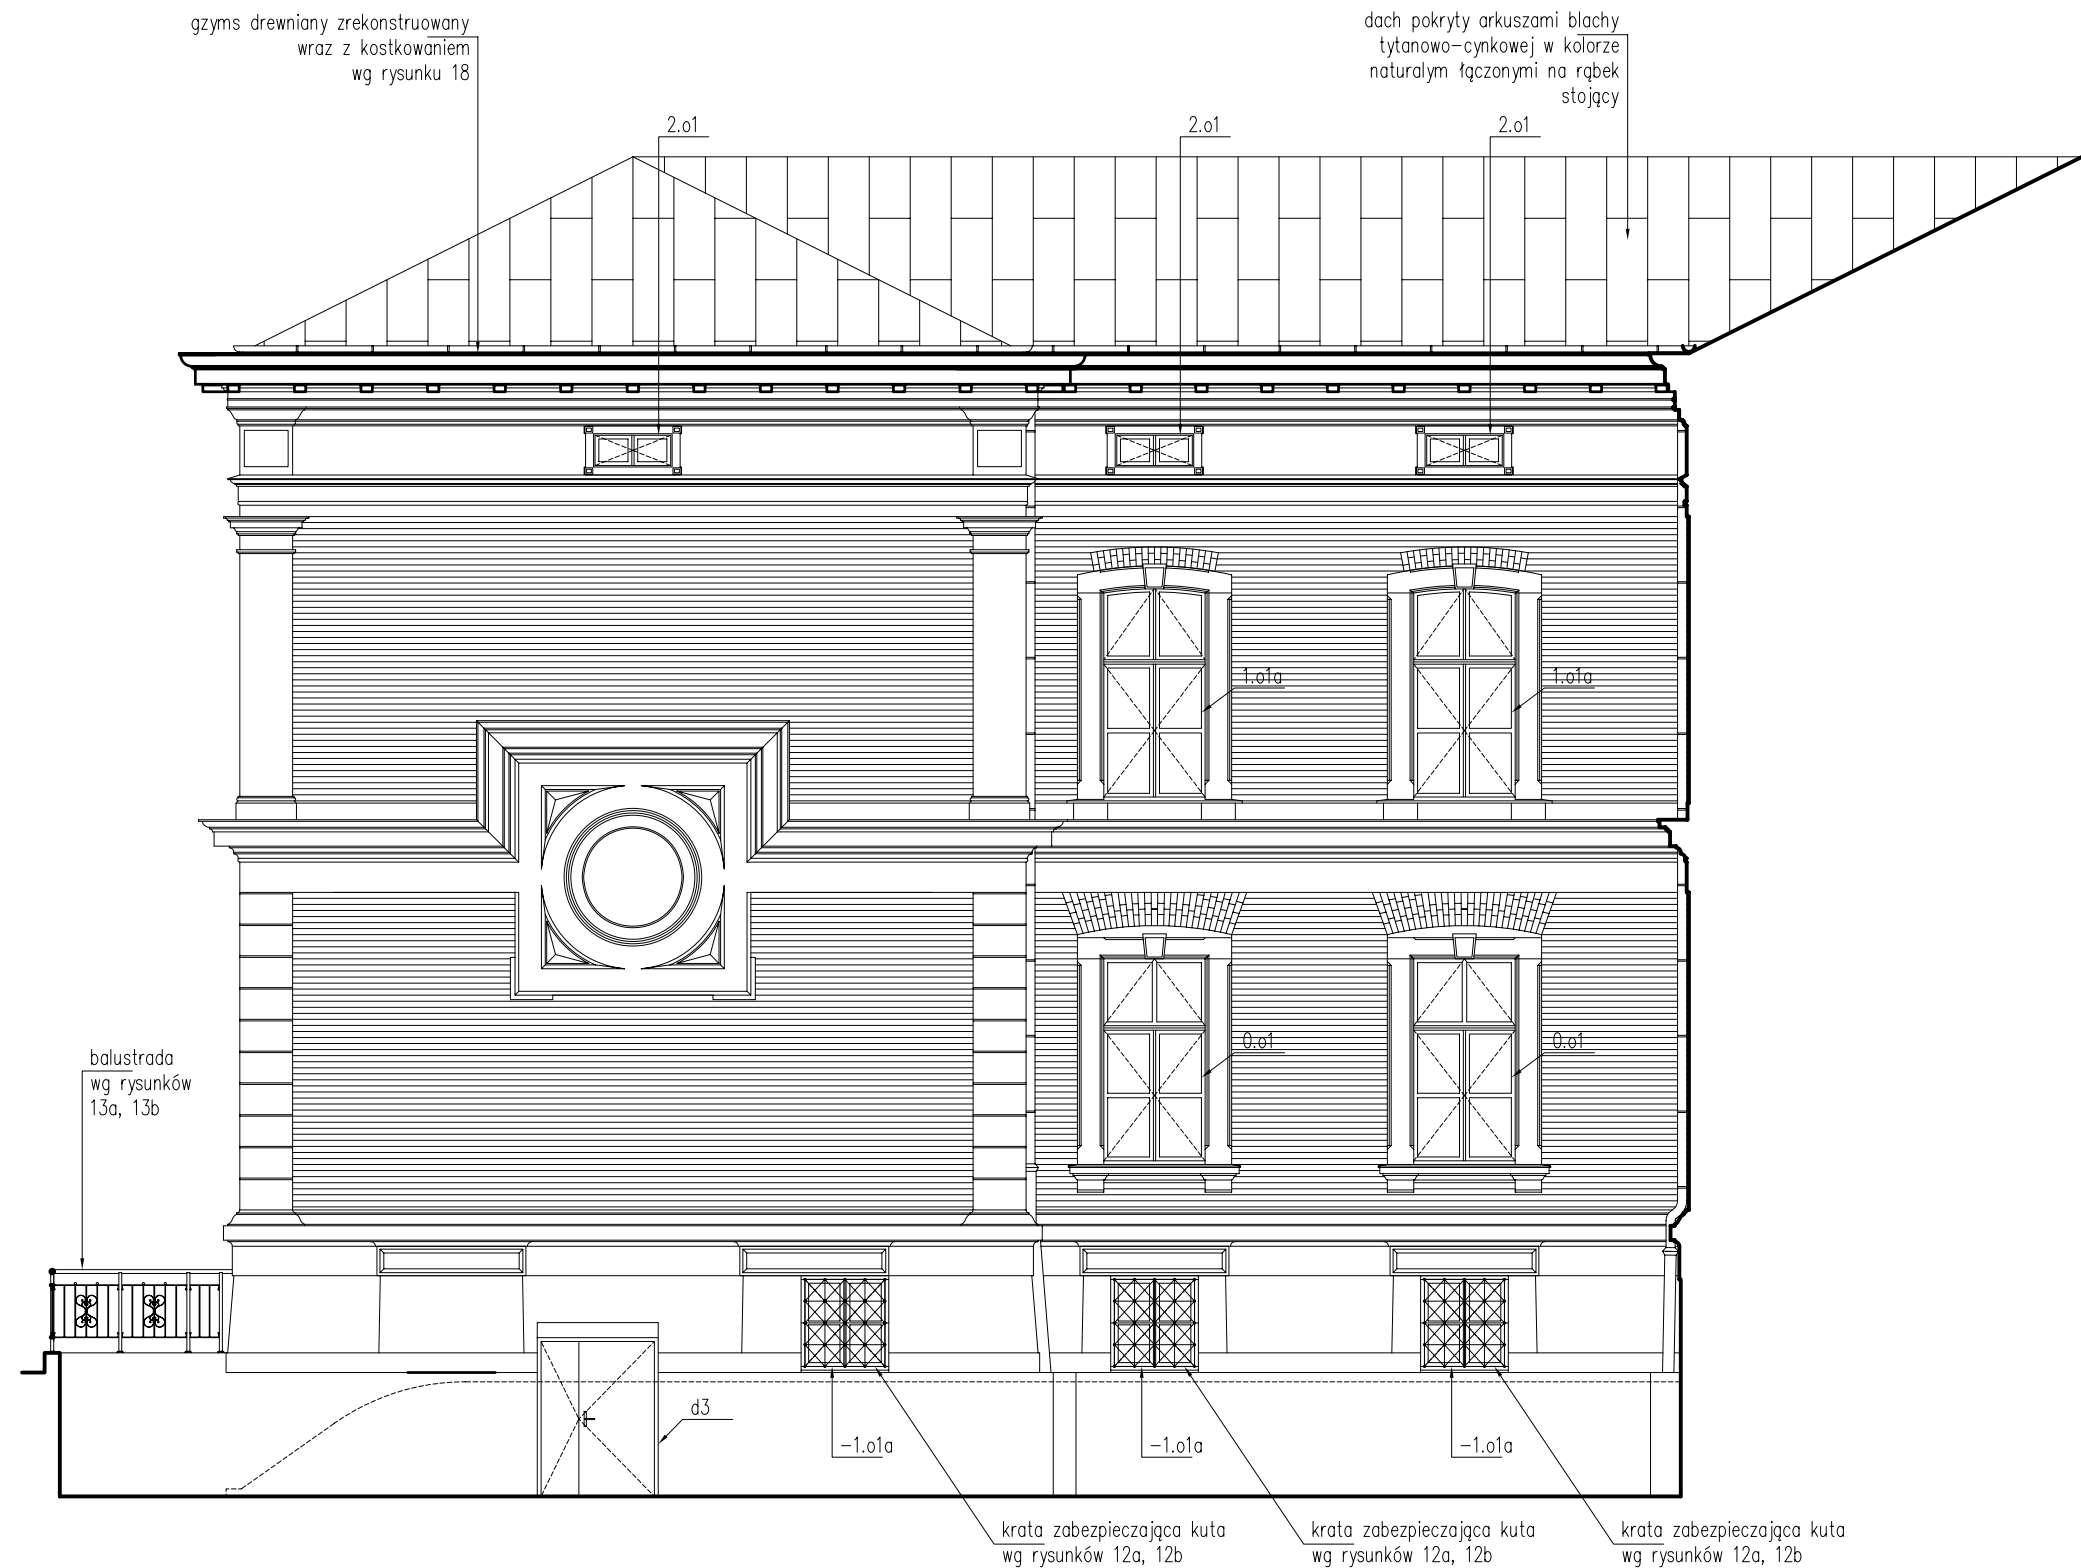 gzyms drewniany zrekonstruowany
wraz z kostkowaniem
wg rysunku 18
dach pokryty arkuszami blachy
tytanowo-cynkowej w kolorze
naturalym łączonymi na rąbek
stojący
2.o1
2.o1
2.o1
1.o1a
1.o1a
0.o1
0.o1
balustrada
wg rysunków
13a, 13b
d3
-1.o1a
-1.o1a
-1.o1a
krata zabezpieczająca kuta
wg rysunków 12a, 12b
krata zabezpieczająca kuta
wg rysunków 12a, 12b
krata zabezpieczająca kuta
wg rysunków 12a, 12b